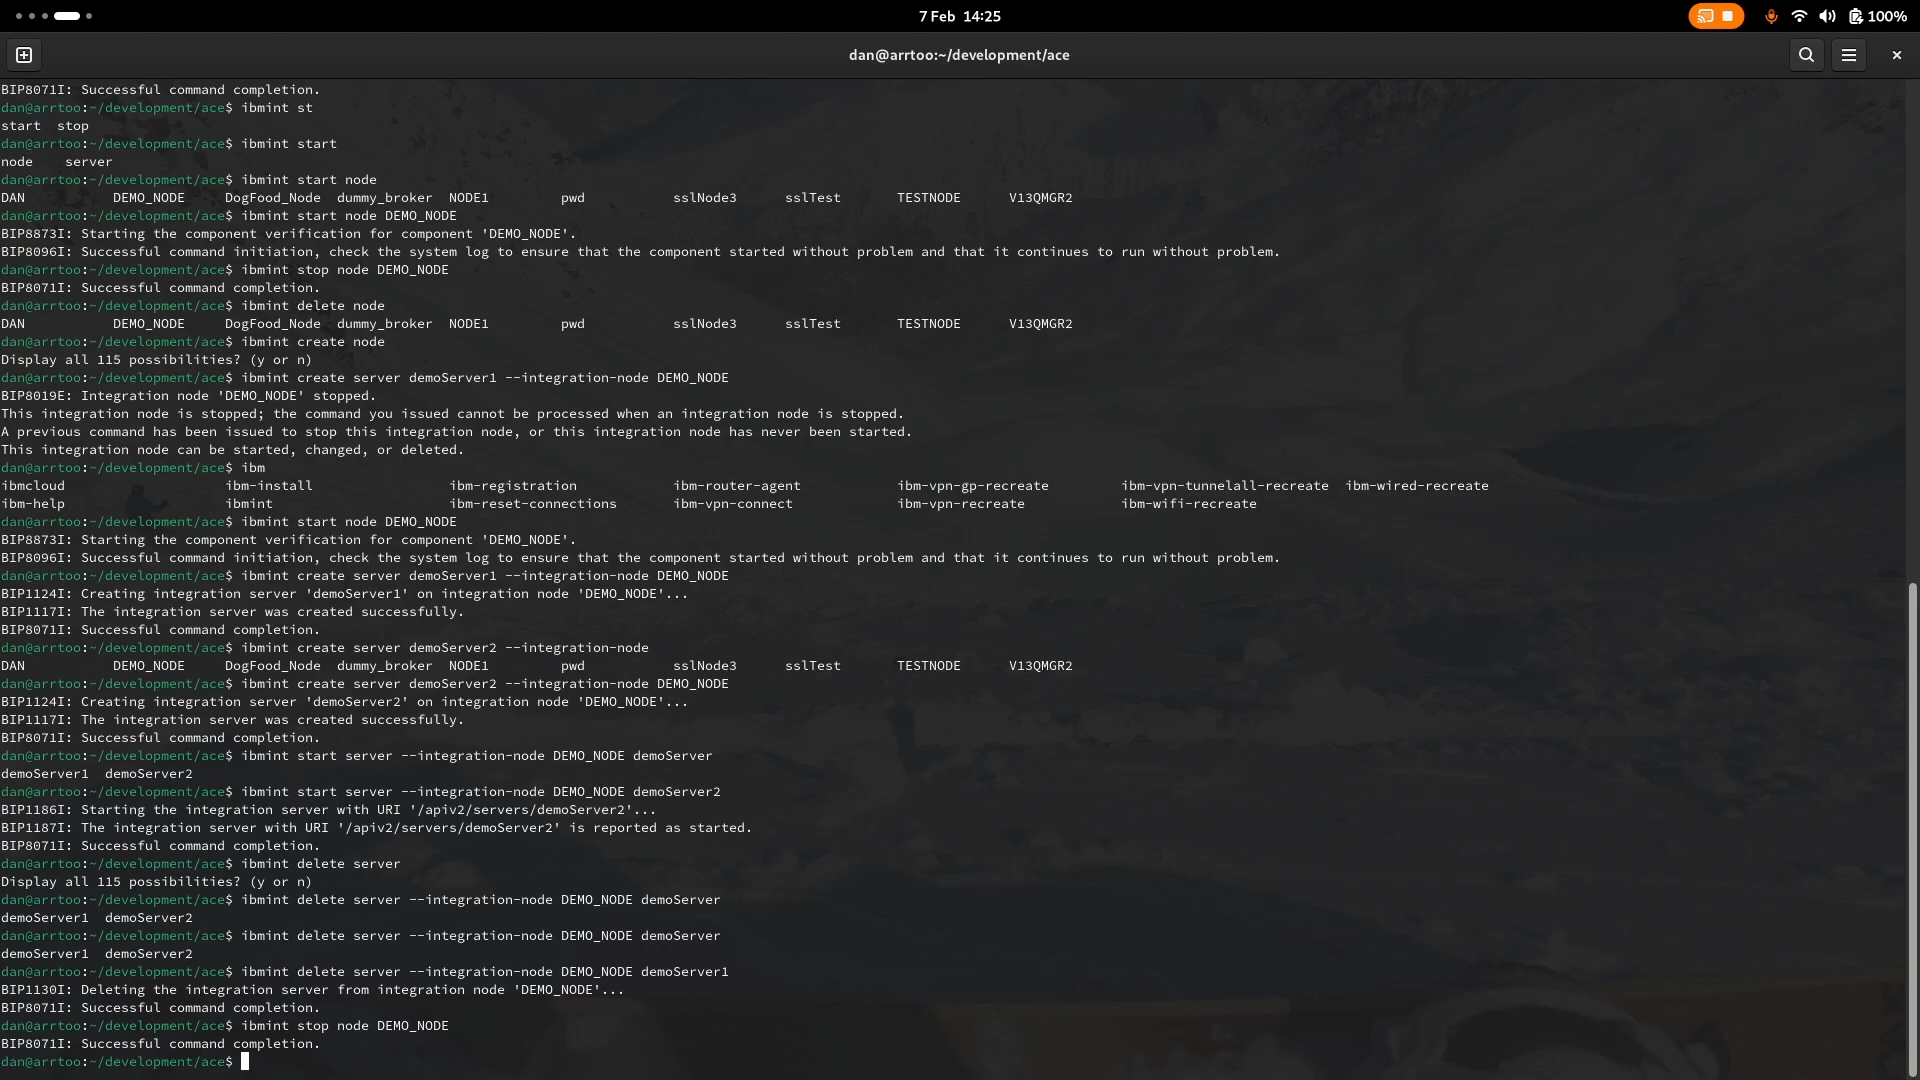 7 Feb 14:25
100%
dan@arrtoo:~/development/ace
BIP8071I: Successful command completion.
dan@arrtoo:~/development/ace$ ibmint st
start  stop
dan@arrtoo:~/development/ace$ ibmint start
node    server
dan@arrtoo:~/development/ace$ ibmint start node
DAN           DEMO_NODE     DogFood_Node  dummy_broker  NODE1         pwd           sslNode3      sslTest       TESTNODE      V13QMGR2
dan@arrtoo:~/development/ace$ ibmint start node DEMO_NODE
BIP8873I: Starting the component verification for component 'DEMO_NODE'.
BIP8096I: Successful command initiation, check the system log to ensure that the component started without problem and that it continues to run without problem.
dan@arrtoo:~/development/ace$ ibmint stop node DEMO_NODE
BIP8071I: Successful command completion.
dan@arrtoo:~/development/ace$ ibmint delete node
DAN           DEMO_NODE     DogFood_Node  dummy_broker  NODE1         pwd           sslNode3      sslTest       TESTNODE      V13QMGR2
dan@arrtoo:~/development/ace$ ibmint create node
Display all 115 possibilities? (y or n)
dan@arrtoo:~/development/ace$ ibmint create server demoServer1 --integration-node DEMO_NODE
BIP8019E: Integration node 'DEMO_NODE' stopped.
This integration node is stopped; the command you issued cannot be processed when an integration node is stopped.
A previous command has been issued to stop this integration node, or this integration node has never been started.
This integration node can be started, changed, or deleted.
dan@arrtoo:~/development/ace$ ibm
ibmcloud                    ibm-install                 ibm-registration            ibm-router-agent            ibm-vpn-gp-recreate         ibm-vpn-tunnelall-recreate  ibm-wired-recreate
ibm-help                    ibmint                      ibm-reset-connections       ibm-vpn-connect             ibm-vpn-recreate            ibm-wifi-recreate
dan@arrtoo:~/development/ace$ ibmint start node DEMO_NODE
BIP8873I: Starting the component verification for component 'DEMO_NODE'.
BIP8096I: Successful command initiation, check the system log to ensure that the component started without problem and that it continues to run without problem.
dan@arrtoo:~/development/ace$ ibmint create server demoServer1 --integration-node DEMO_NODE
BIP1124I: Creating integration server 'demoServer1' on integration node 'DEMO_NODE'...
BIP1117I: The integration server was created successfully.
BIP8071I: Successful command completion.
dan@arrtoo:~/development/ace$ ibmint create server demoServer2 --integration-node
DAN           DEMO_NODE     DogFood_Node  dummy_broker  NODE1         pwd           sslNode3      sslTest       TESTNODE      V13QMGR2
dan@arrtoo:~/development/ace$ ibmint create server demoServer2 --integration-node DEMO_NODE
BIP1124I: Creating integration server 'demoServer2' on integration node 'DEMO_NODE'...
BIP1117I: The integration server was created successfully.
BIP8071I: Successful command completion.
dan@arrtoo:~/development/ace$ ibmint start server --integration-node DEMO_NODE demoServer
demoServer1  demoServer2
dan@arrtoo:~/development/ace$ ibmint start server --integration-node DEMO_NODE demoServer2
BIP1186I: Starting the integration server with URI '/apiv2/servers/demoServer2'...
BIP1187I: The integration server with URI '/apiv2/servers/demoServer2' is reported as started.
BIP8071I: Successful command completion.
dan@arrtoo:~/development/ace$ ibmint delete server
Display all 115 possibilities? (y or n)
dan@arrtoo:~/development/ace$ ibmint delete server --integration-node DEMO_NODE demoServer
demoServer1  demoServer2
dan@arrtoo:~/development/ace$ ibmint delete server --integration-node DEMO_NODE demoServer
demoServer1  demoServer2
dan@arrtoo:~/development/ace$ ibmint delete server --integration-node DEMO_NODE demoServer1
BIP1130I: Deleting the integration server from integration node 'DEMO_NODE'...
BIP8071I: Successful command completion.
dan@arrtoo:~/development/ace$ ibmint stop node DEMO_NODE
BIP8071I: Successful command completion.
dan@arrtoo:~/development/ace$